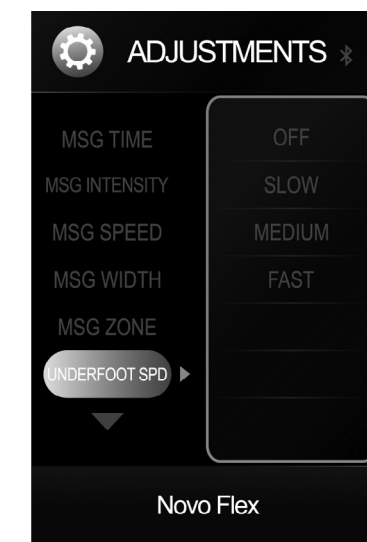 ADJUSTMENTS
MSG TIME
MSG INTENSITY
MSG SPEED
MSG WIDTH
MSG ZONE
UNDERFOOT SPD
OFF
SLOW
MEDIUM
FAST
Novo Flex